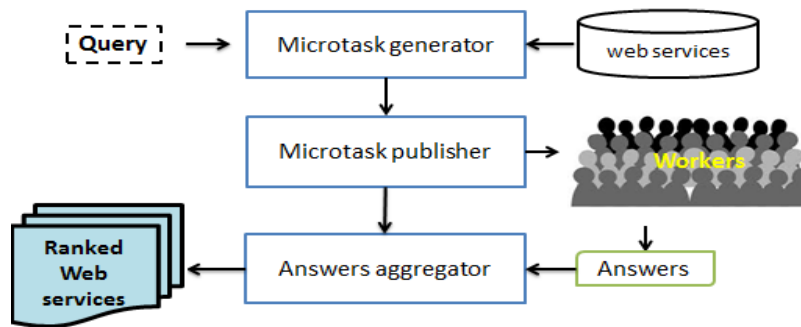 Query
Microtask generator
web services
Microtask publisher
Workers
Ranked
Web
services
Answers aggregator
Answers